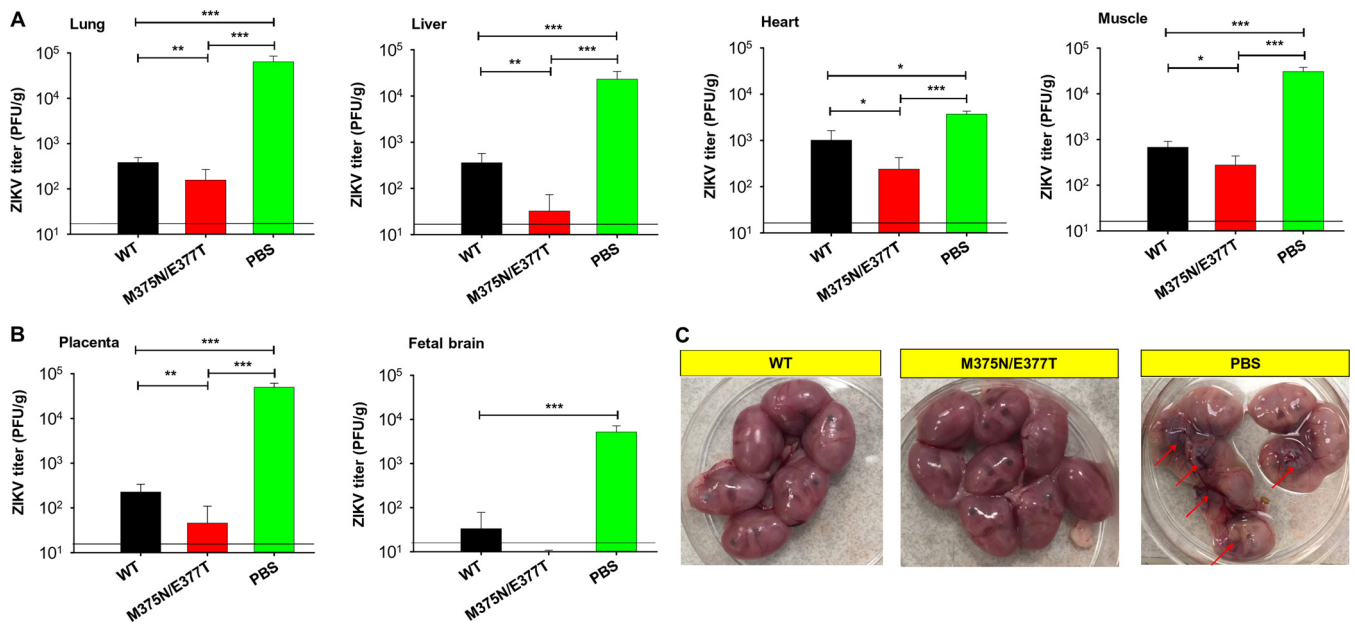 A
Lung
***
**
***
ZIKV titer (PFU/g)
10^5
10^4
10^3
10^2
10^1
WT
M375N/E377T
PBS
Liver
***
**
***
ZIKV titer (PFU/g)
10^5
10^4
10^3
10^2
10^1
WT
M375N/E377T
PBS
Heart
*
*
***
ZIKV titer (PFU/g)
10^5
10^4
10^3
10^2
10^1
WT
M375N/E377T
PBS
Muscle
***
*
***
ZIKV titer (PFU/g)
10^5
10^4
10^3
10^2
10^1
WT
M375N/E377T
PBS
B
Placenta
***
**
***
ZIKV titer (PFU/g)
10^5
10^4
10^3
10^2
10^1
WT
M375N/E377T
PBS
Fetal brain
***
ZIKV titer (PFU/g)
10^5
10^4
10^3
10^2
10^1
WT
M375N/E377T
PBS
C
WT
M375N/E377T
PBS